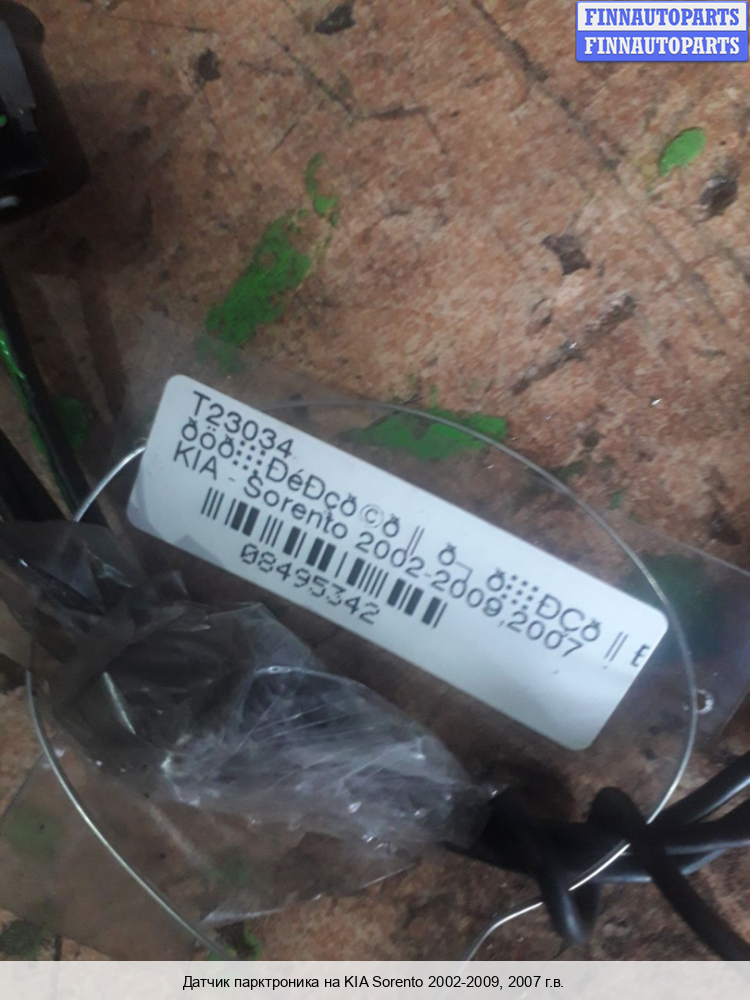 FINNAUTOPARTS
FINNAUTOPARTS
T23034
KIA - Sorento 2002-2009,2007
08495342
Датчик парктроника на KIA Sorento 2002-2009, 2007 г.в.